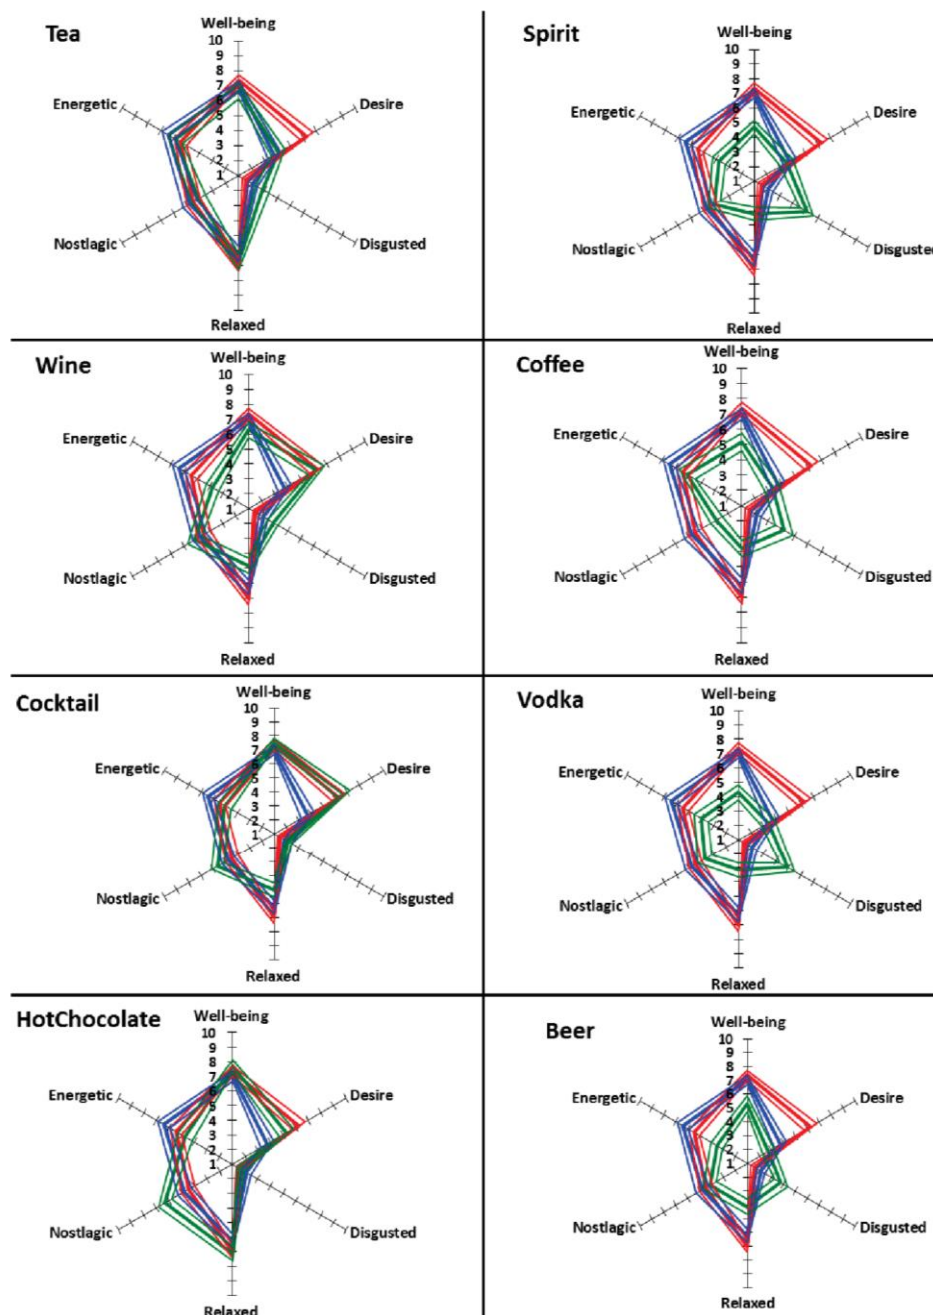 Tea
Well-being
10
9
8
7
6
5
4
3
2
1
Energetic
Desire
Nostlagic
Disgusted
Relaxed
Spirit
Well-being
10
9
8
7
6
5
4
3
2
1
Energetic
Desire
Nostlagic
Disgusted
Relaxed
Wine
Well-being
10
9
8
7
6
5
4
3
2
1
Energetic
Desire
Nostlagic
Disgusted
Relaxed
Coffee
Well-being
10
9
8
7
6
5
4
3
2
1
Energetic
Desire
Nostlagic
Disgusted
Relaxed
Cocktail
Well-being
10
9
8
7
6
5
4
3
2
1
Energetic
Desire
Nostlagic
Disgusted
Relaxed
Vodka
Well-being
10
9
8
7
6
5
4
3
2
1
Energetic
Desire
Nostlagic
Disgusted
Relaxed
HotChocolate
Well-being
10
9
8
7
6
5
4
3
2
1
Energetic
Desire
Nostlagic
Disgusted
Relaxed
Beer
Well-being
10
9
8
7
6
5
4
3
2
1
Energetic
Desire
Nostlagic
Disgusted
Relaxed